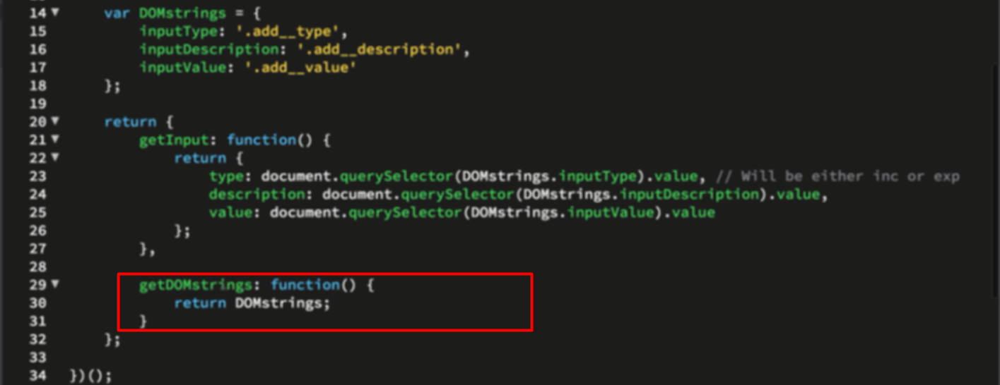 14 var DOMstrings = {
15 inputType: '.add__type',
16 inputDescription: '.add__description',
17 inputValue: '.add__value'
18 };
19
20 return {
21 getInput: function() {
22 return {
23 type: document.querySelector(DOMstrings.inputType).value, // Will be either inc or exp
24 description: document.querySelector(DOMstrings.inputDescription).value,
25 value: document.querySelector(DOMstrings.inputValue).value
26 };
27 },
28
29 getDOMstrings: function() {
30 return DOMstrings;
31 }
32 };
33
34 })();